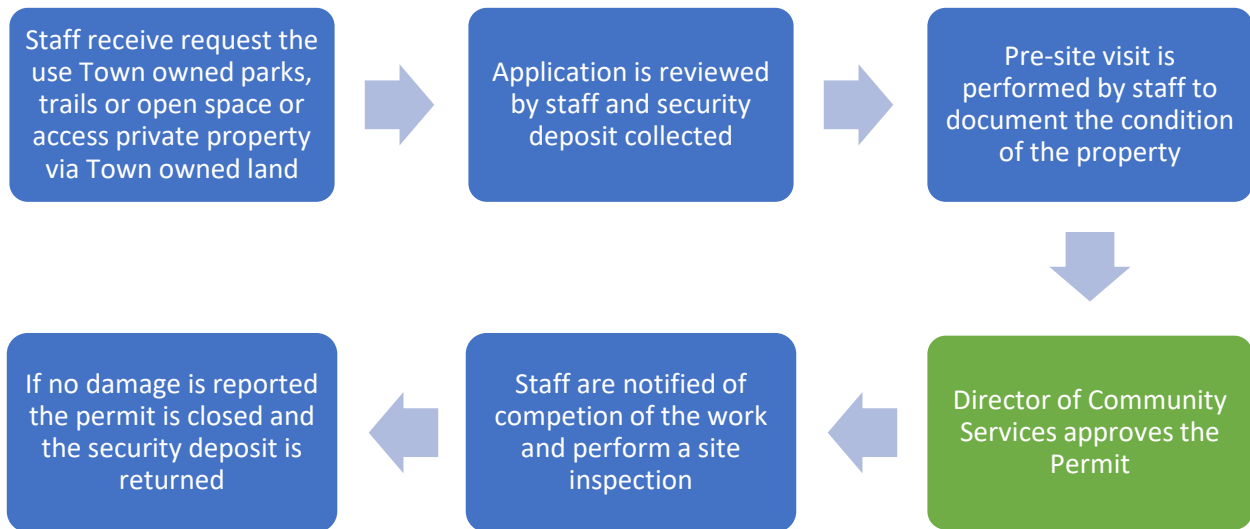 Staff receive request the
use Town owned parks,
trails or open space or
access private property
via Town owned land
Application is reviewed
by staff and security
deposit collected
Pre-site visit is
performed by staff to
document the condition
of the property
Director of Community
Services approves the
Permit
Staff are notified of
competion of the work
and perform a site
inspection
If no damage is reported
the permit is closed and
the security deposit is
returned